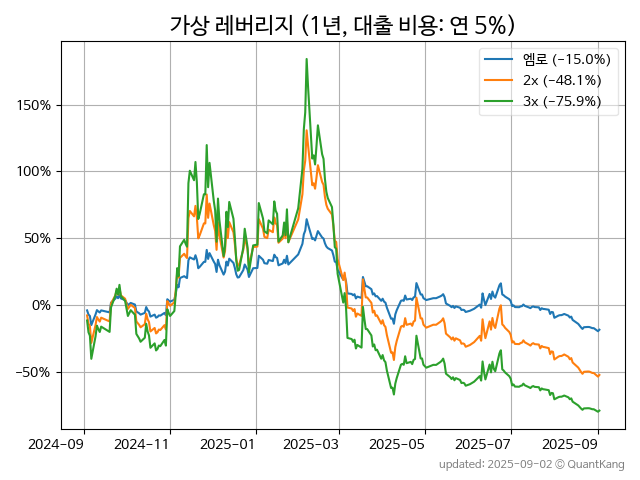 가상 레버리지 (1년, 대출 비용: 연 5%)
엠로 (−15.0%)
2x (−48.1%)
3x (−75.9%)
150%
100%
50%
0%
−50%
2024-09 2024-11 2025-01 2025-03 2025-05 2025-07 2025-09
updated: 2025-09-02 © QuantKang